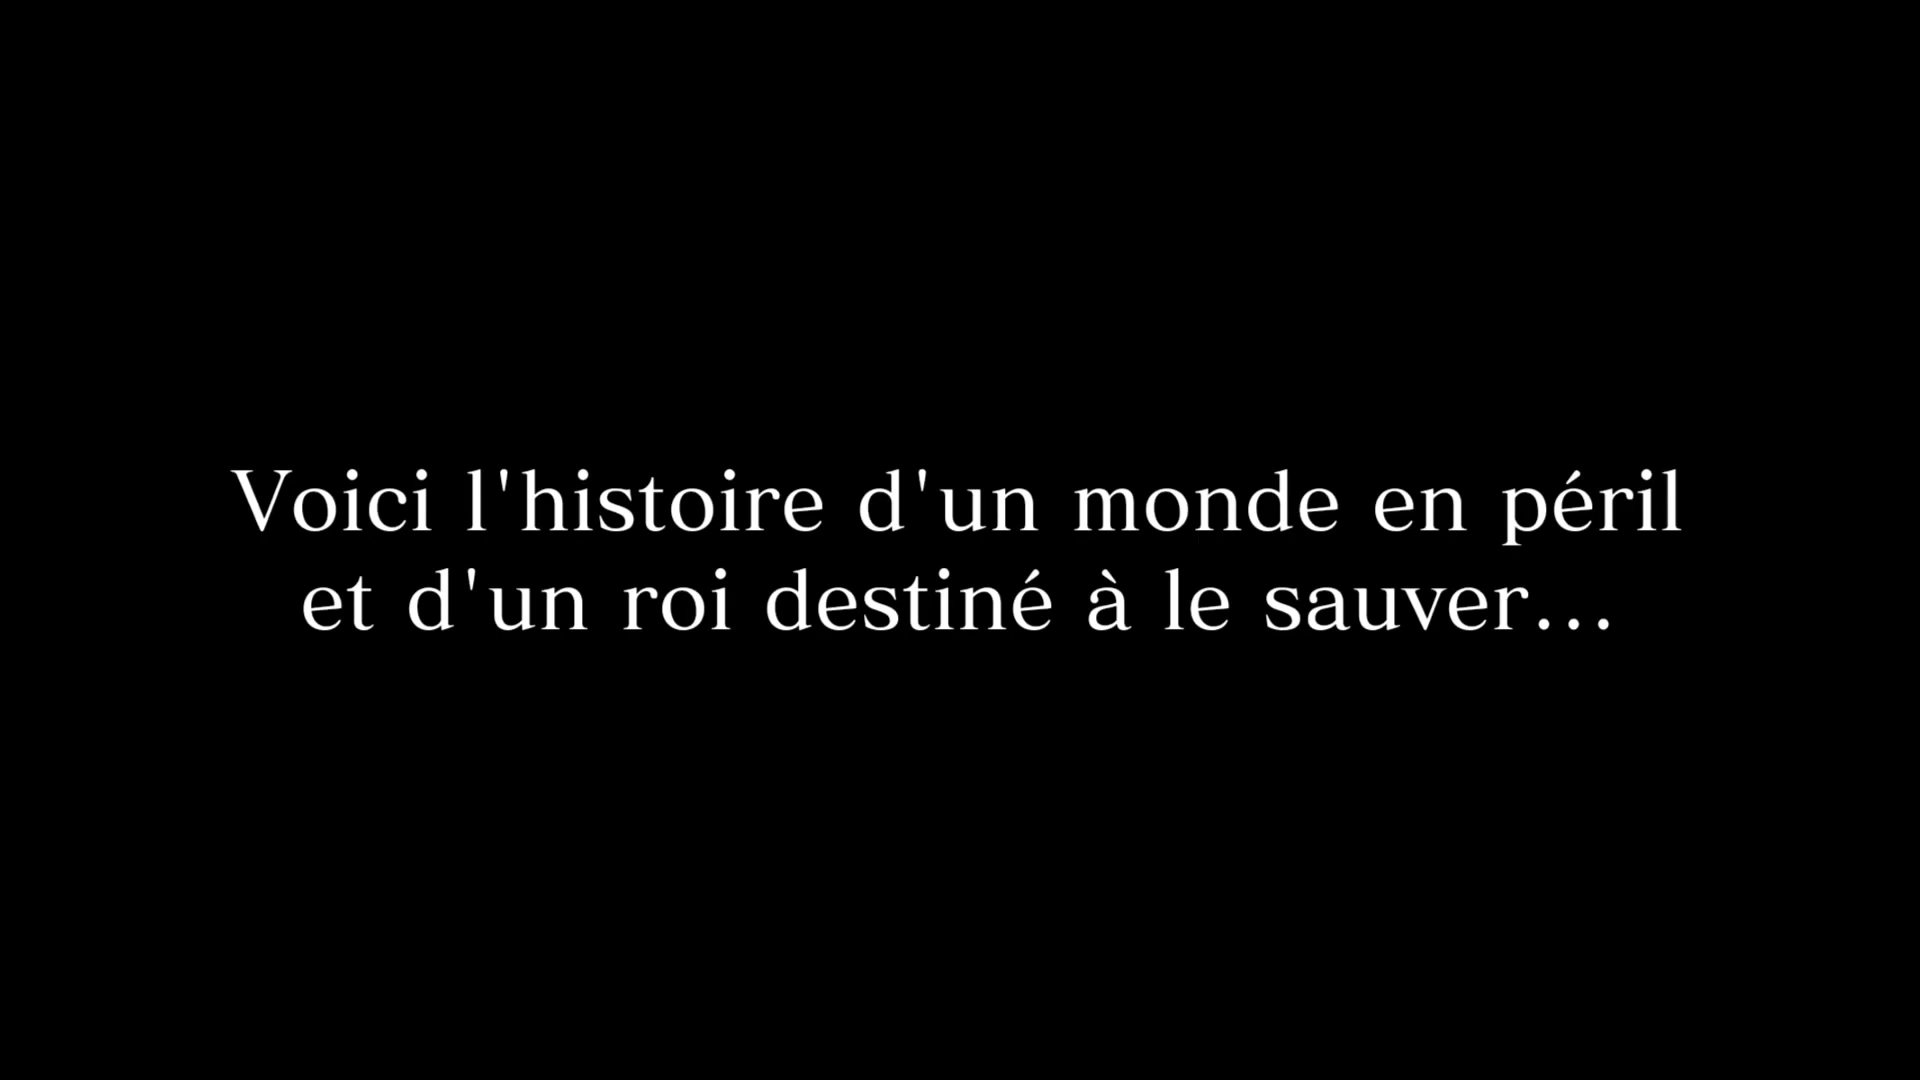 Voici l'histoire d'un monde en péril
et d'un roi destiné à le sauver...